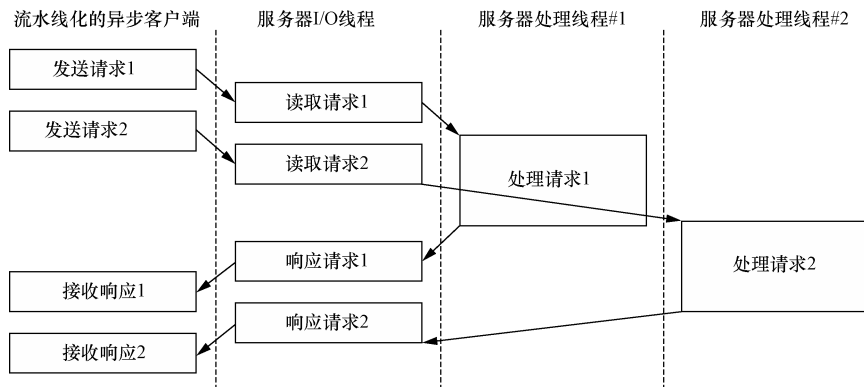 流水线化的异步客户端
服务器I/O线程
服务器处理线程#1
服务器处理线程#2
发送请求1
读取请求1
发送请求2
读取请求2
处理请求1
处理请求2
响应请求1
接收响应1
响应请求2
接收响应2